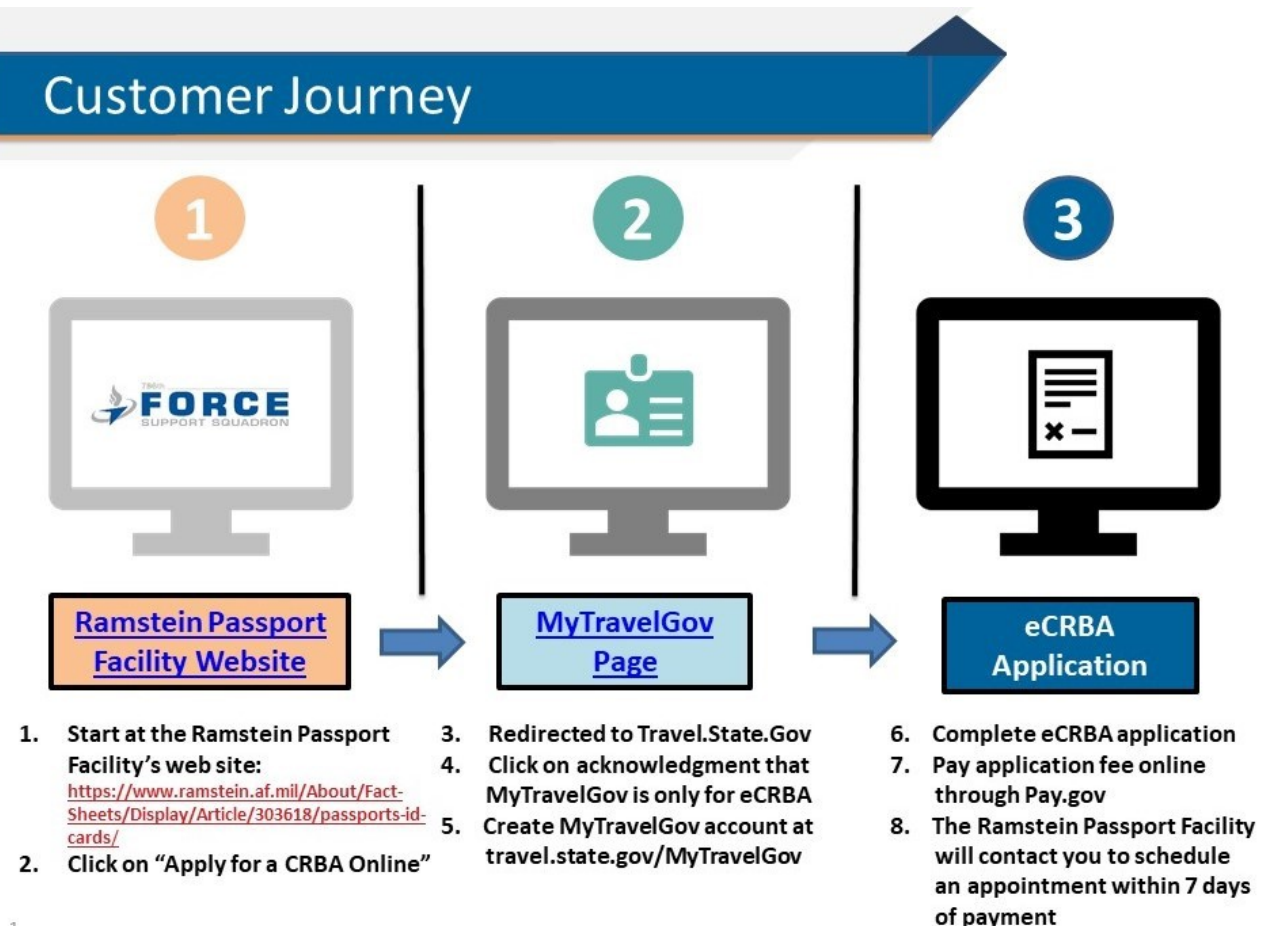 Customer Journey
1
2
3
786th
FORCE
SUPPORT SQUADRON
Ramstein Passport
Facility Website
MyTravelGov
Page
eCRBA
Application
1. Start at the Ramstein Passport
Facility's web site:
https://www.ramstein.af.mil/About/Fact-
Sheets/Display/Article/303618/passports-id-
cards/
2. Click on "Apply for a CRBA Online"
3. Redirected to Travel.State.Gov
4. Click on acknowledgment that
MyTravelGov is only for eCRBA
5. Create MyTravelGov account at
travel.state.gov/MyTravelGov
6. Complete eCRBA application
7. Pay application fee online
through Pay.gov
8. The Ramstein Passport Facility
will contact you to schedule
an appointment within 7 days
of payment